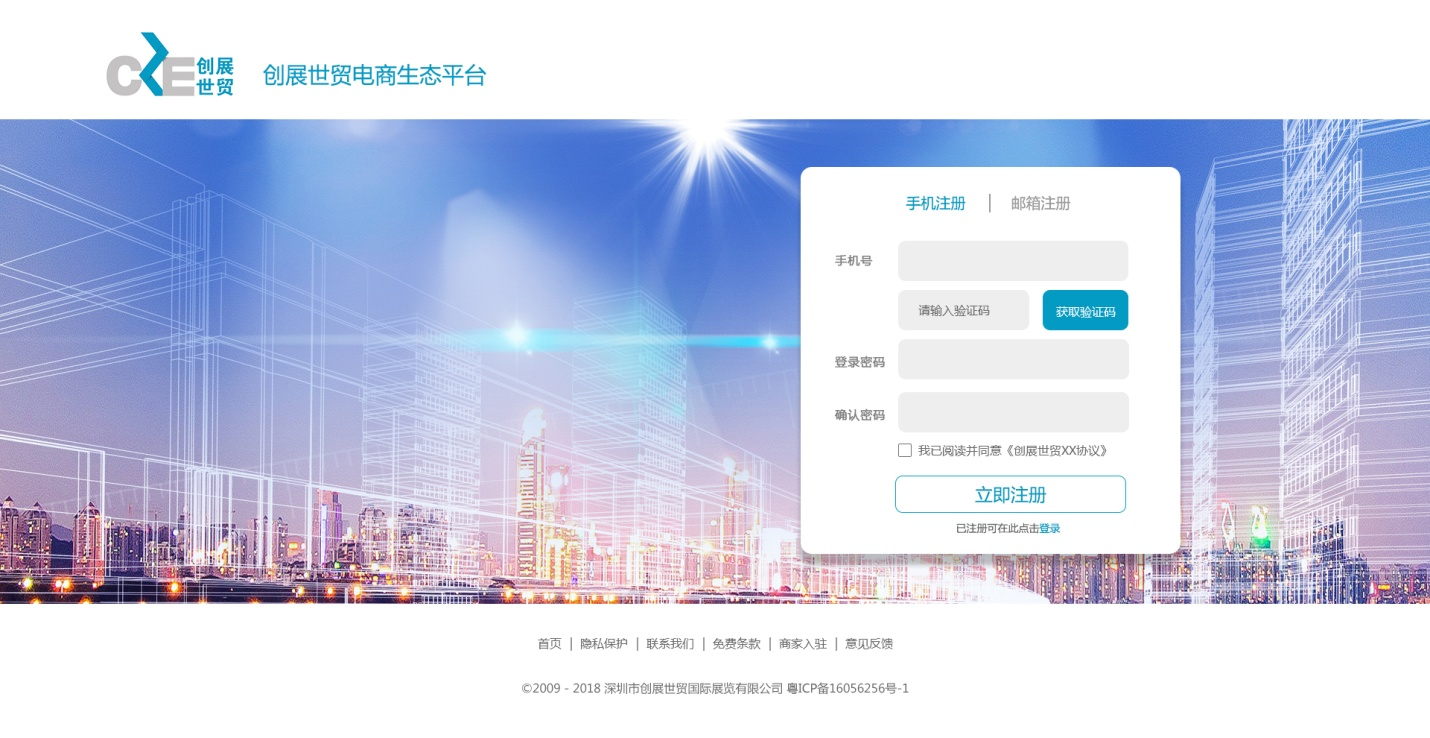 CE创展
世贸
创展世贸电商生态平台
手机注册 | 邮箱注册
手机号
请输入验证码 获取验证码
登录密码
确认密码
我已阅读并同意《创展世贸XX协议》
立即注册
已注册可在此点击登录
首页 | 隐私保护 | 联系我们 | 免费条款 | 商家入驻 | 意见反馈
©2009 - 2018 深圳市创展世贸国际展览有限公司 粤ICP备16056256号-1